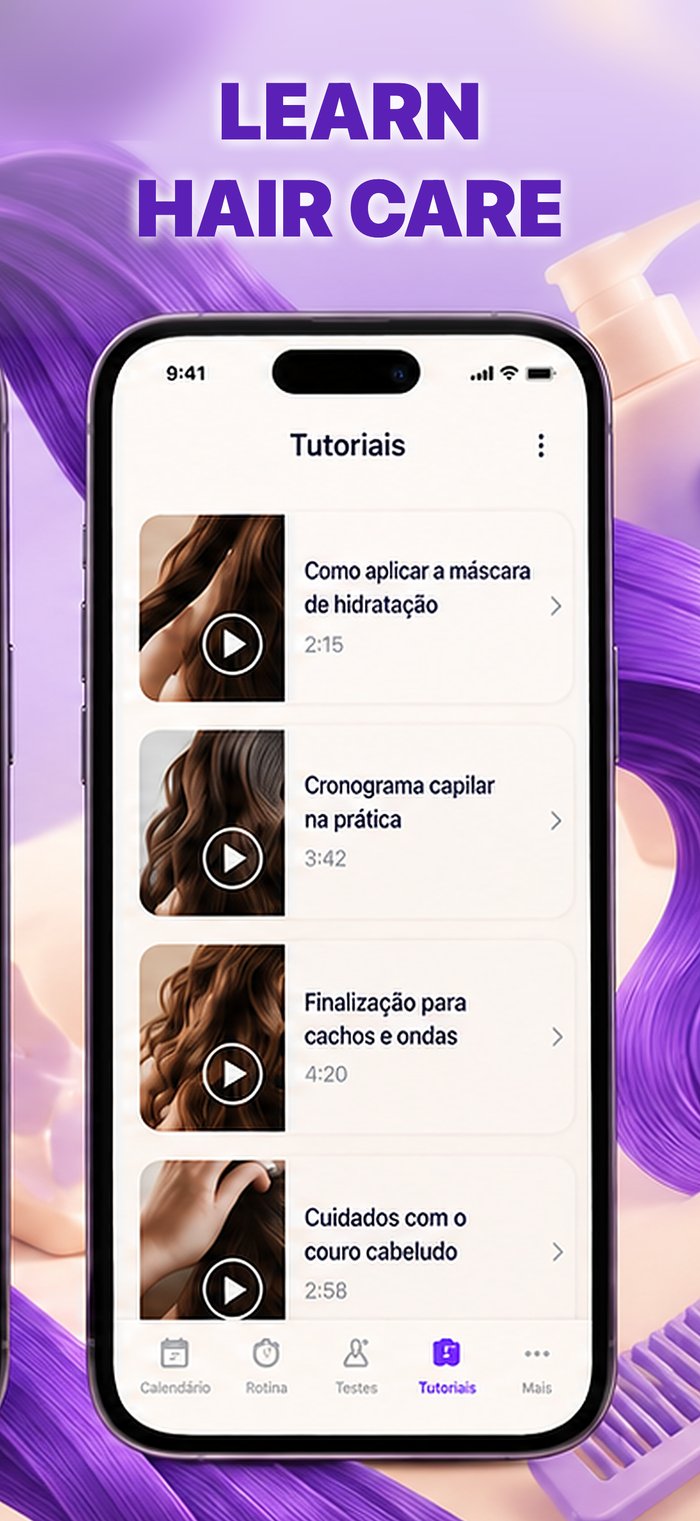 LEARN
HAIR CARE
9:41
Tutoriais
Como aplicar a máscara
de hidratação
2:15
Cronograma capilar
na prática
3:42
Finalização para
cachos e ondas
4:20
Cuidados com o
couro cabeludo
2:58
Calendário
Rotina
Testes
Tutoriais
Mais